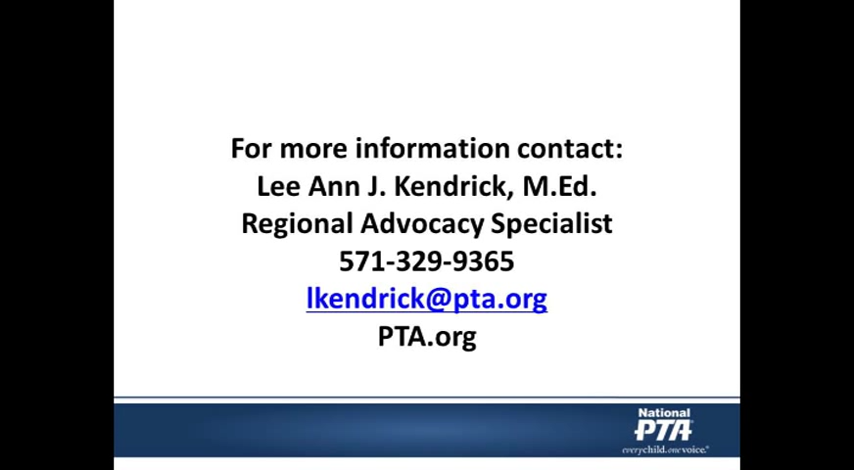 For more information contact:
Lee Ann J. Kendrick, M.Ed.
Regional Advocacy Specialist
571-329-9365
lkendrick@pta.org
PTA.org
National
PTA®
everychild.onevoice.®